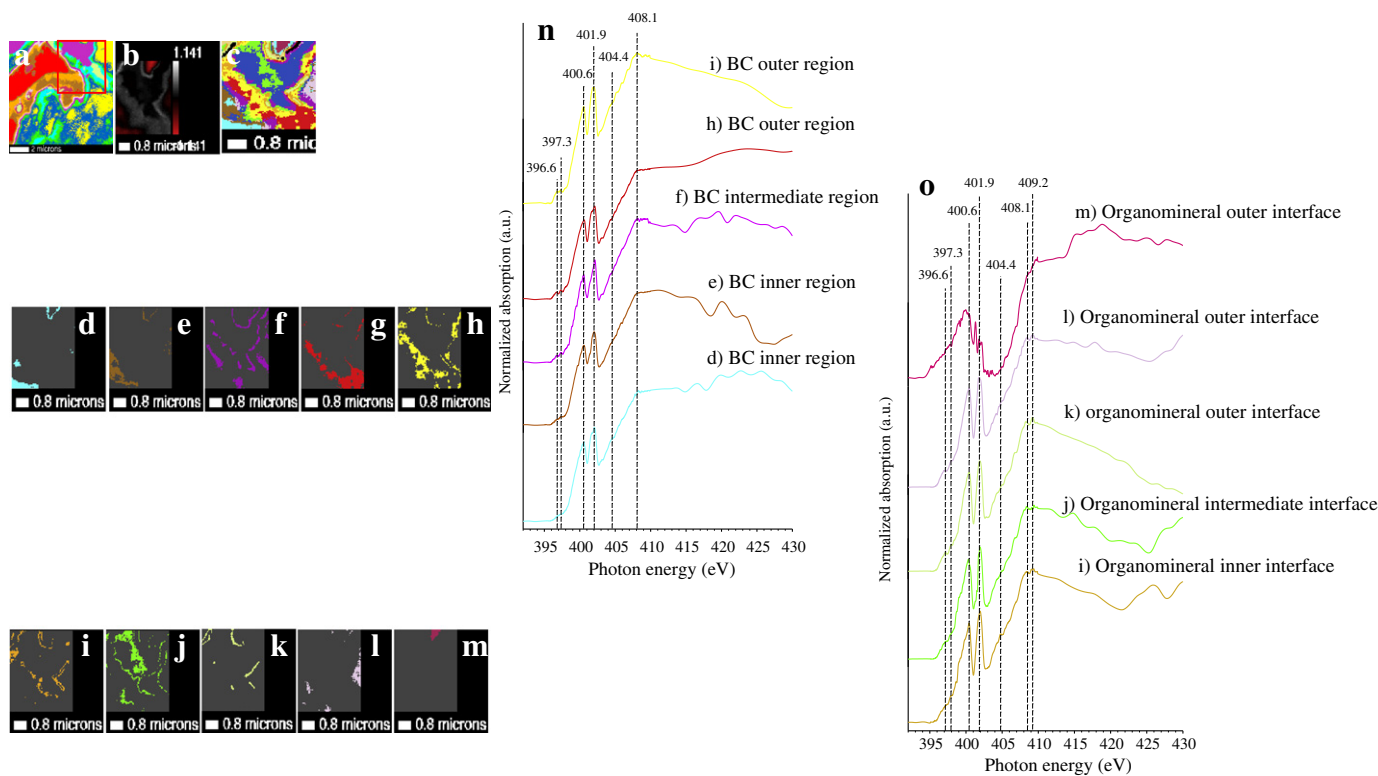 a
2 microns
b
1.141
0.8 microns
c
0.8 microns
d
0.8 microns
e
0.8 microns
f
0.8 microns
g
0.8 microns
h
0.8 microns
i
0.8 microns
j
0.8 microns
k
0.8 microns
l
0.8 microns
m
0.8 microns
n
396.6
397.3
400.6
401.9
404.4
408.1
i) BC outer region
h) BC outer region
f) BC intermediate region
e) BC inner region
d) BC inner region
Normalized absorption (a.u.)
395 400 405 410 415 420 425 430
Photon energy (eV)
o
396.6
397.3
400.6
401.9
404.4
408.1
409.2
m) Organomineral outer interface
l) Organomineral outer interface
k) organomineral outer interface
j) Organomineral intermediate interface
i) Organomineral inner interface
Normalized absorption (a.u.)
395 400 405 410 415 420 425 430
Photon energy (eV)